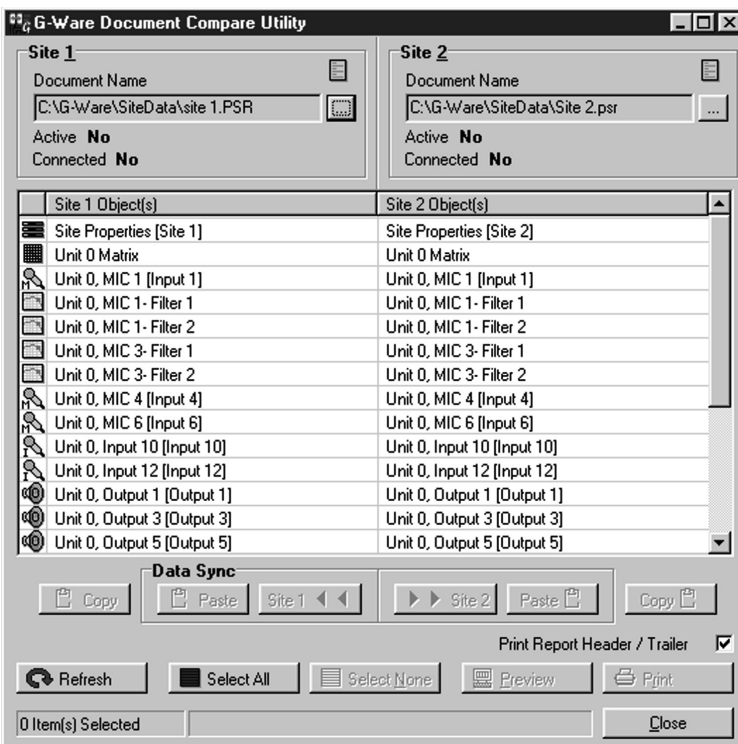 G-Ware Document Compare Utility
Site 1
Document Name
C:\G-Ware\SiteData\site 1.PSR
...
Active No
Connected No
Site 2
Document Name
C:\G-Ware\SiteData\Site 2.psr
...
Active No
Connected No
Site 1 Object(s) Site 2 Object(s)
Site Properties [Site 1] Site Properties [Site 2]
Unit 0 Matrix Unit 0 Matrix
M Unit 0, MIC 1 [Input 1] Unit 0, MIC 1 [Input 1]
Unit 0, MIC 1- Filter 1 Unit 0, MIC 1- Filter 1
Unit 0, MIC 1- Filter 2 Unit 0, MIC 1- Filter 2
Unit 0, MIC 3- Filter 1 Unit 0, MIC 3- Filter 1
Unit 0, MIC 3- Filter 2 Unit 0, MIC 3- Filter 2
M Unit 0, MIC 4 [Input 4] Unit 0, MIC 4 [Input 4]
M Unit 0, MIC 6 [Input 6] Unit 0, MIC 6 [Input 6]
I Unit 0, Input 10 [Input 10] Unit 0, Input 10 [Input 10]
I Unit 0, Input 12 [Input 12] Unit 0, Input 12 [Input 12]
Unit 0, Output 1 [Output 1] Unit 0, Output 1 [Output 1]
Unit 0, Output 3 [Output 3] Unit 0, Output 3 [Output 3]
Unit 0, Output 5 [Output 5] Unit 0, Output 5 [Output 5]
Data Sync
Copy Paste Site 1 Site 2 Paste Copy
Print Report Header / Trailer
Refresh Select All Select None Preview Print
0 Item(s) Selected Close